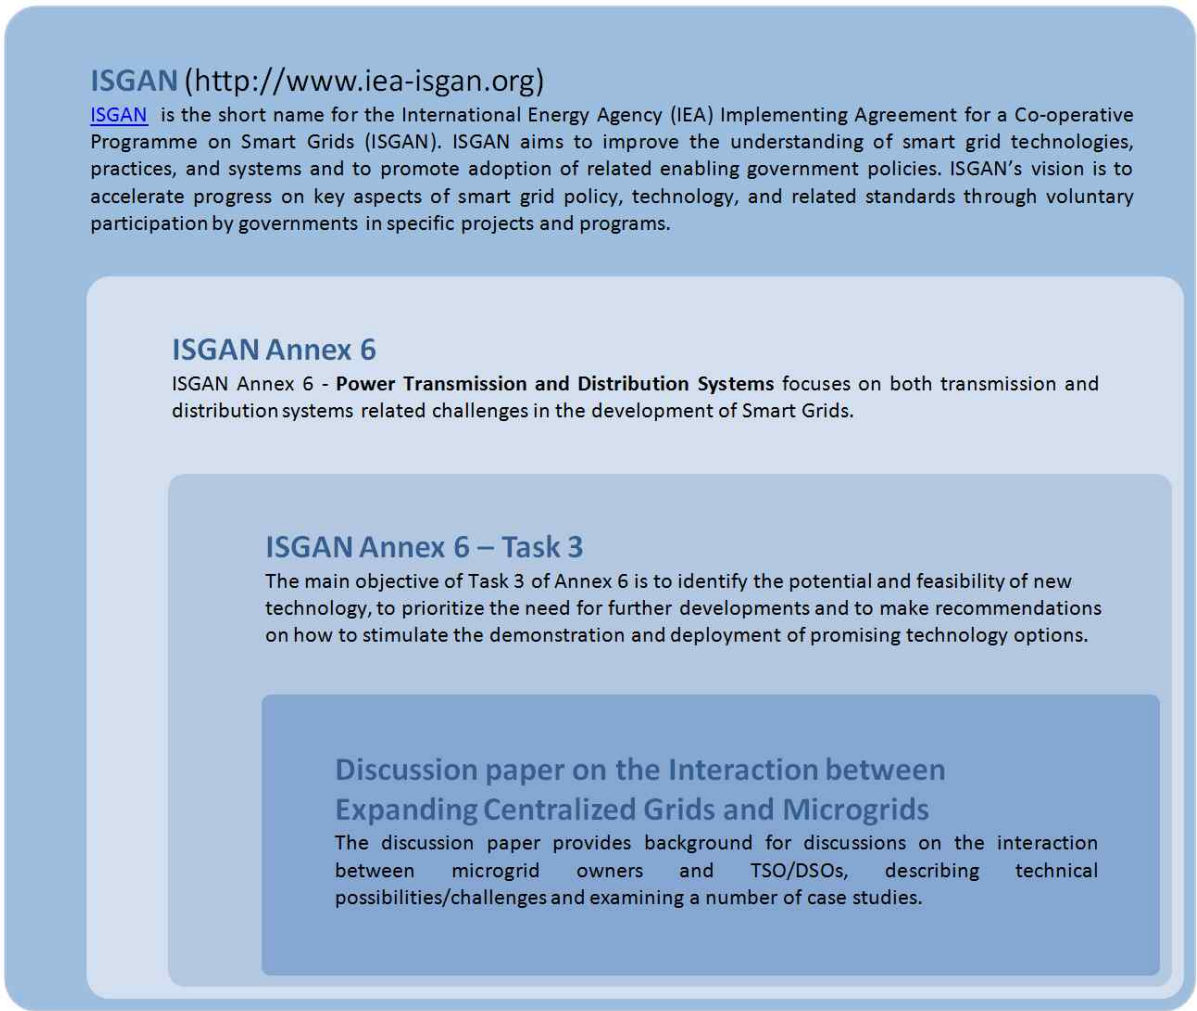 ISGAN (http://www.iea-isgan.org)
ISGAN is the short name for the International Energy Agency (IEA) Implementing Agreement for a Co-operative
Programme on Smart Grids (ISGAN). ISGAN aims to improve the understanding of smart grid technologies,
practices, and systems and to promote adoption of related enabling government policies. ISGAN’s vision is to
accelerate progress on key aspects of smart grid policy, technology, and related standards through voluntary
participation by governments in specific projects and programs.
ISGAN Annex 6
ISGAN Annex 6 - Power Transmission and Distribution Systems focuses on both transmission and
distribution systems related challenges in the development of Smart Grids.
ISGAN Annex 6 – Task 3
The main objective of Task 3 of Annex 6 is to identify the potential and feasibility of new
technology, to prioritize the need for further developments and to make recommendations
on how to stimulate the demonstration and deployment of promising technology options.
Discussion paper on the Interaction between
Expanding Centralized Grids and Microgrids
The discussion paper provides background for discussions on the interaction
between microgrid owners and TSO/DSOs, describing technical
possibilities/challenges and examining a number of case studies.